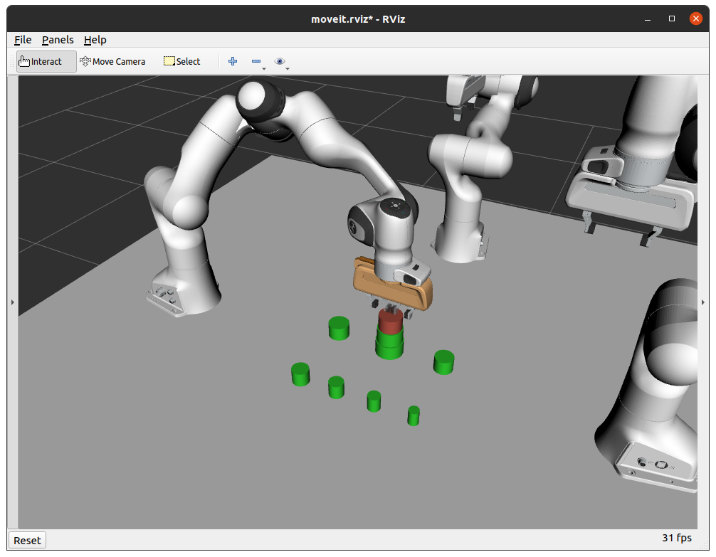 moveit.rviz* - RViz
File Panels Help
Interact Move Camera Select
Reset
31 fps